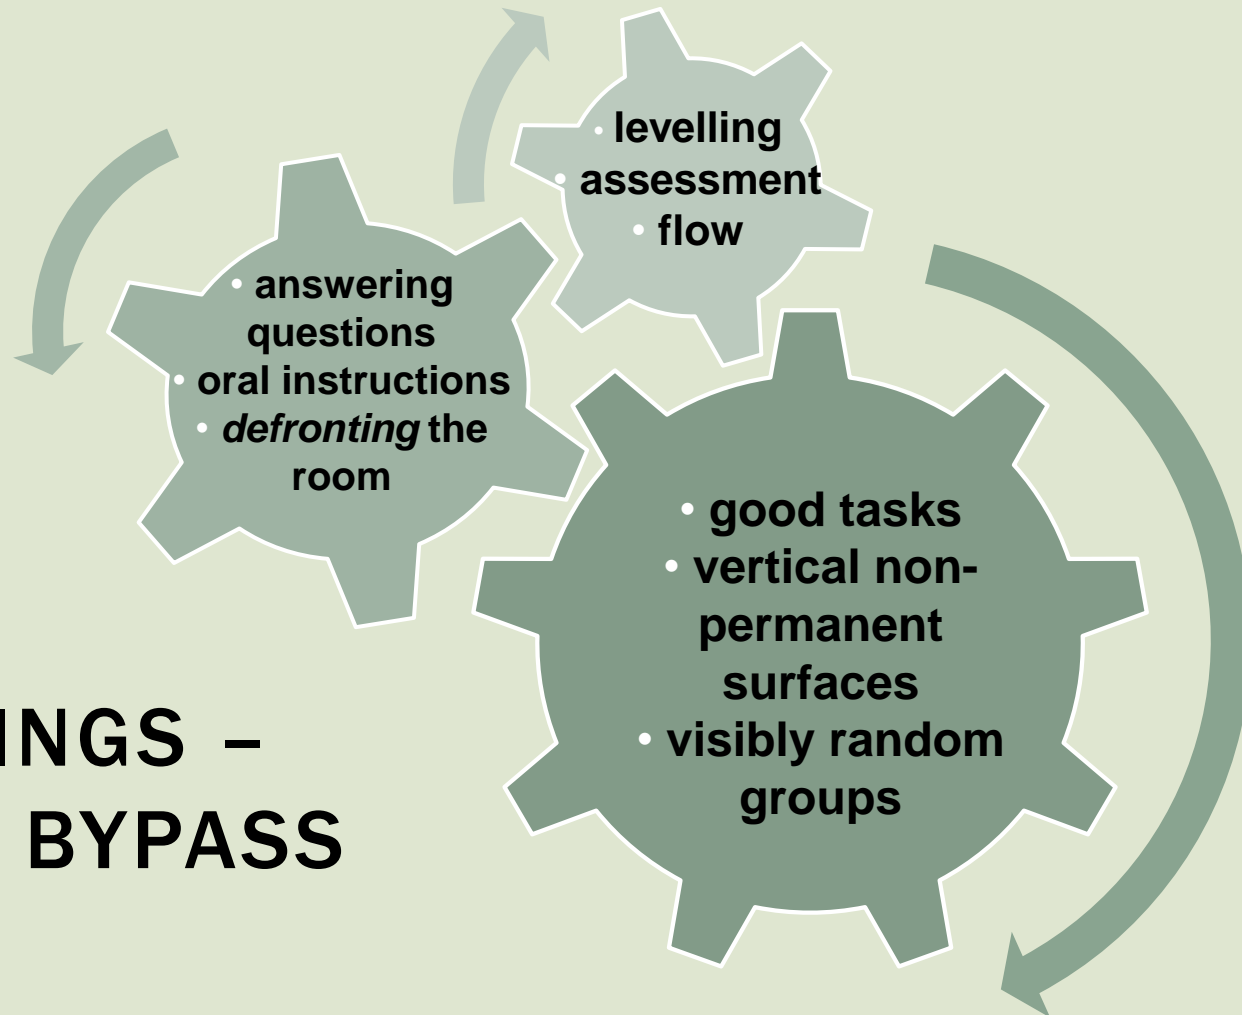 • levelling
• assessment
• flow
• answering
questions
• oral instructions
• defronting the
room
• good tasks
• vertical non-
permanent
surfaces
• visibly random
groups
INGS –
BYPASS